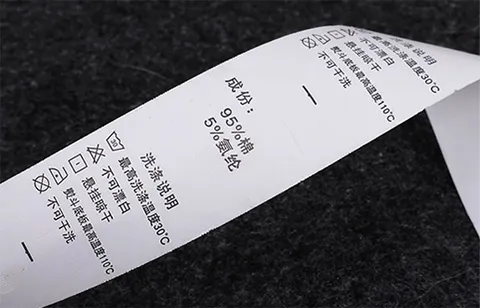 洗涤说明
最高洗涤温度30℃
不可漂白
悬挂晾干
熨斗底板最高温度110℃
不可干洗
成份：
95%棉
5%氨纶
洗涤说明
最高洗涤温度30℃
不可漂白
悬挂晾干
熨斗底板最高温度110℃
不可干洗